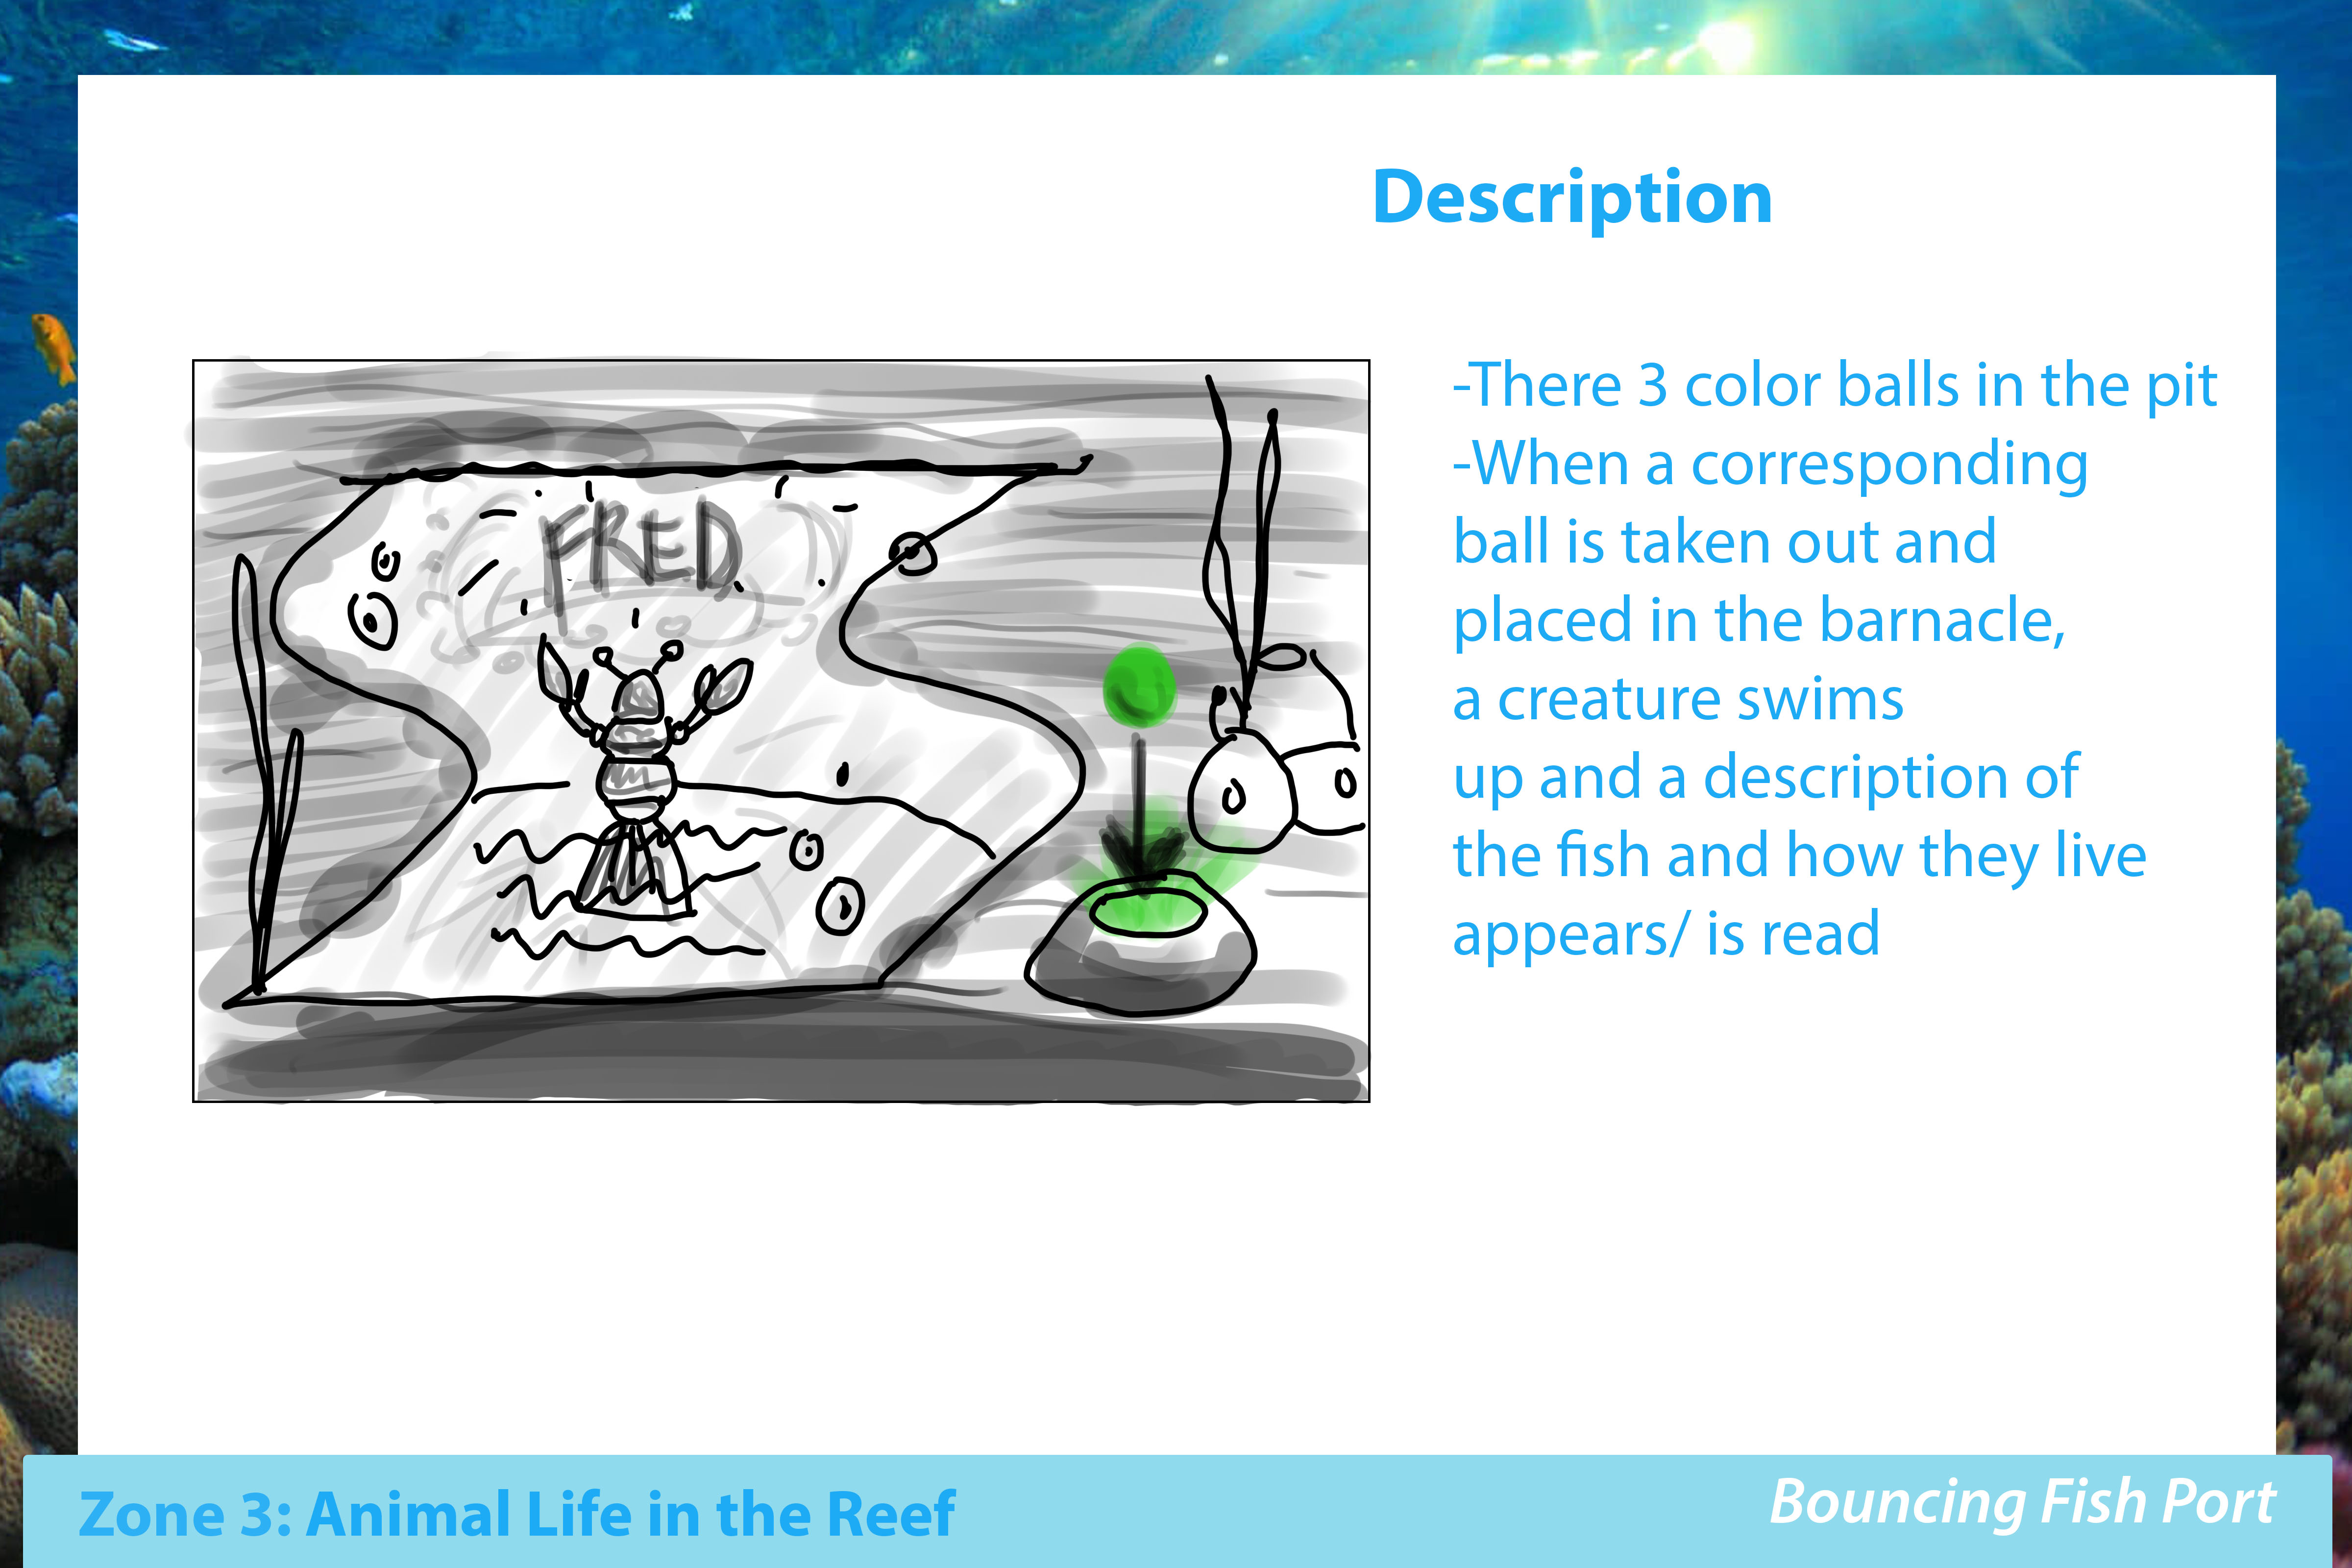 Description
FRED
-There 3 color balls in the pit
-When a corresponding
ball is taken out and
placed in the barnacle,
a creature swims
up and a description of
the fish and how they live
appears/ is read
Zone 3: Animal Life in the Reef
Bouncing Fish Port